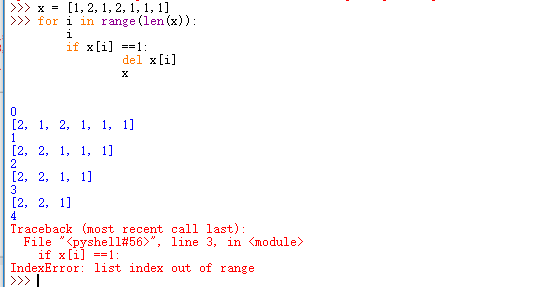 >>> x = [1,2,1,2,1,1,1]
>>> for i in range(len(x)):
        i
        if x[i] ==1:
                del x[i]
                x
0
[2, 1, 2, 1, 1, 1]
1
[2, 2, 1, 1, 1]
2
[2, 2, 1, 1]
3
[2, 2, 1]
4
Traceback (most recent call last):
  File "<pyshell#56>", line 3, in <module>
    if x[i] ==1:
IndexError: list index out of range
>>>